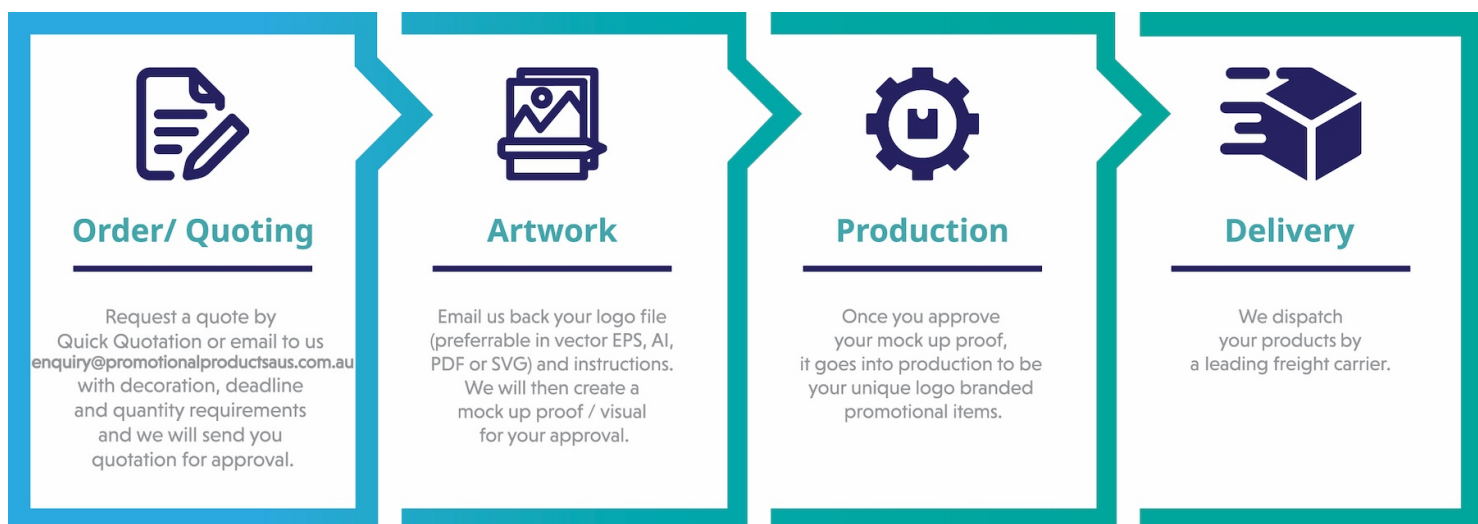 Order/ Quoting
Request a quote by
Quick Quotation or email to us
enquiry@promotionalproductsaus.com.au
with decoration, deadline
and quantity requirements
and we will send you
quotation for approval.
Artwork
Email us back your logo file
(preferrable in vector EPS, AI,
PDF or SVG) and instructions.
We will then create a
mock up proof / visual
for your approval.
Production
Once you approve
your mock up proof,
it goes into production to be
your unique logo branded
promotional items.
Delivery
We dispatch
your products by
a leading freight carrier.